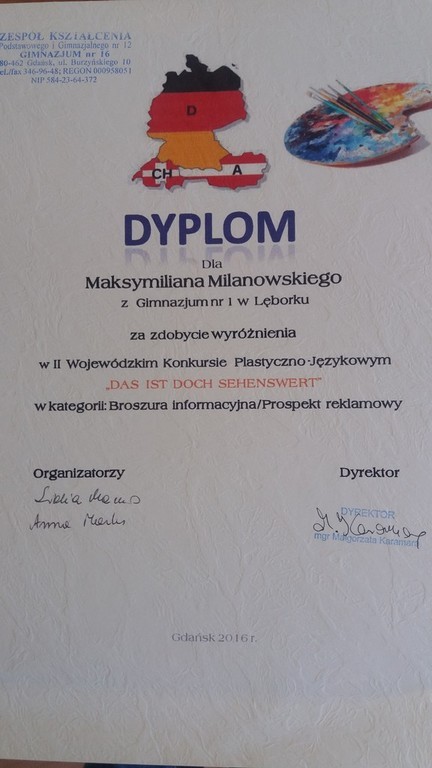 ZESPÓŁ KSZTAŁCENIA
Podstawowego i Gimnazjalnego nr 12
GIMNAZJUM nr 16
80-462 Gdańsk, ul. Burzyńskiego 10
tel./fax 346-96-48; REGON 000958051
NIP 584-23-64-372
D
CH A
DYPLOM
Dla
Maksymiliana Milanowskiego
z Gimnazjum nr 1 w Lęborku
za zdobycie wyróżnienia
w II Wojewódzkim Konkursie Plastyczno-Językowym
„DAS IST DOCH SEHENSWERT"
w kategorii: Broszura informacyjna/Prospekt reklamowy
Organizatorzy Dyrektor
Anna
DYREKTOR
mgr Małgorzata
Gdańsk 2016 r.